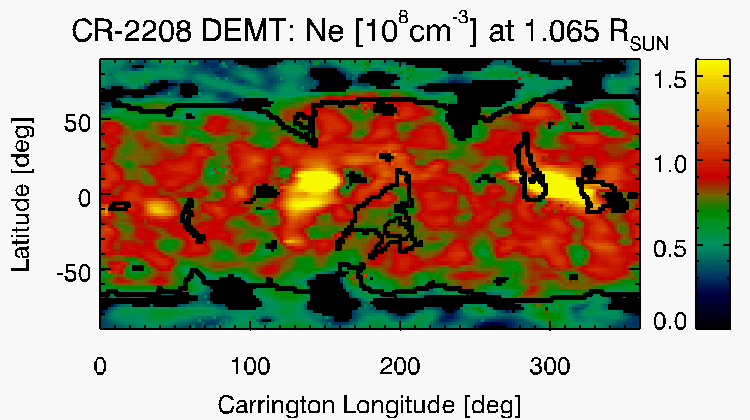 CR-2208 DEMT: Ne [10⁸cm⁻³] at 1.065 R_SUN
50
0
-50
Latitude [deg]
0 100 200 300
Carrington Longitude [deg]
1.5
1.0
0.5
0.0